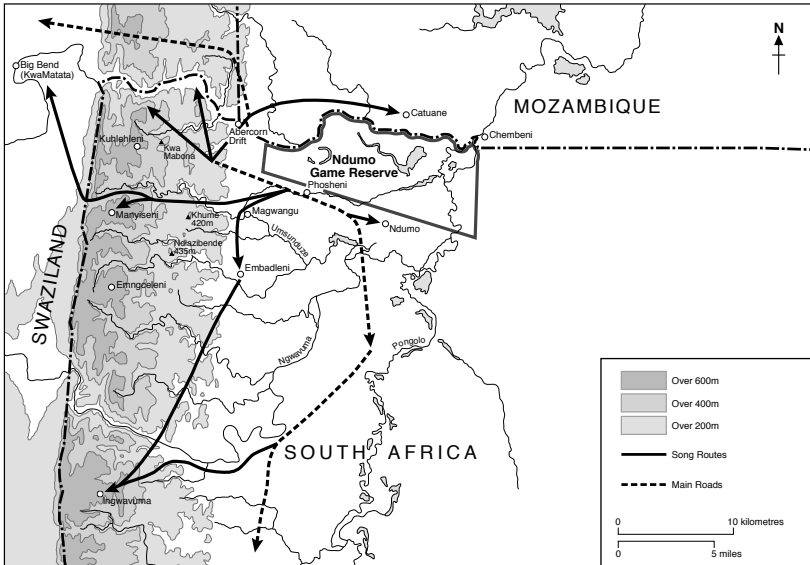 N
Big Bend
(KwaMatata)
Catuane
MOZAMBIQUE
Abercorn
Drift
Chembeni
Kuhlehleni
Kwa
Mabona
Ndumo
Game Reserve
Phosheni
Manyiseni
Khume
420m
Magwangu
Umsunduze
Ndumo
Ndlazibende
435m
SWAZILAND
Embadleni
Emngceleni
Ngwavuma
Pongolo
SOUTH AFRICA
Ingwavuma
Over 600m
Over 400m
Over 200m
Song Routes
Main Roads
0 10 kilometres
0 5 miles